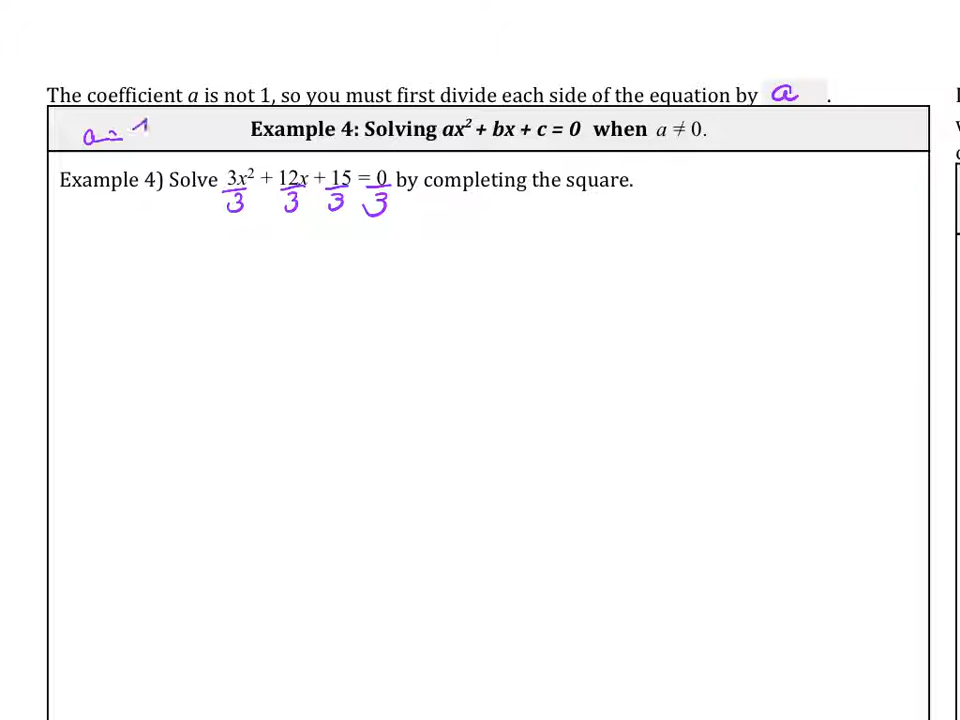 The coefficient a is not 1, so you must first divide each side of the equation by a .
a = 1
Example 4: Solving ax² + bx + c = 0 when a ≠ 0.
Example 4) Solve 3x² + 12x + 15 = 0 by completing the square.
3 3 3 3